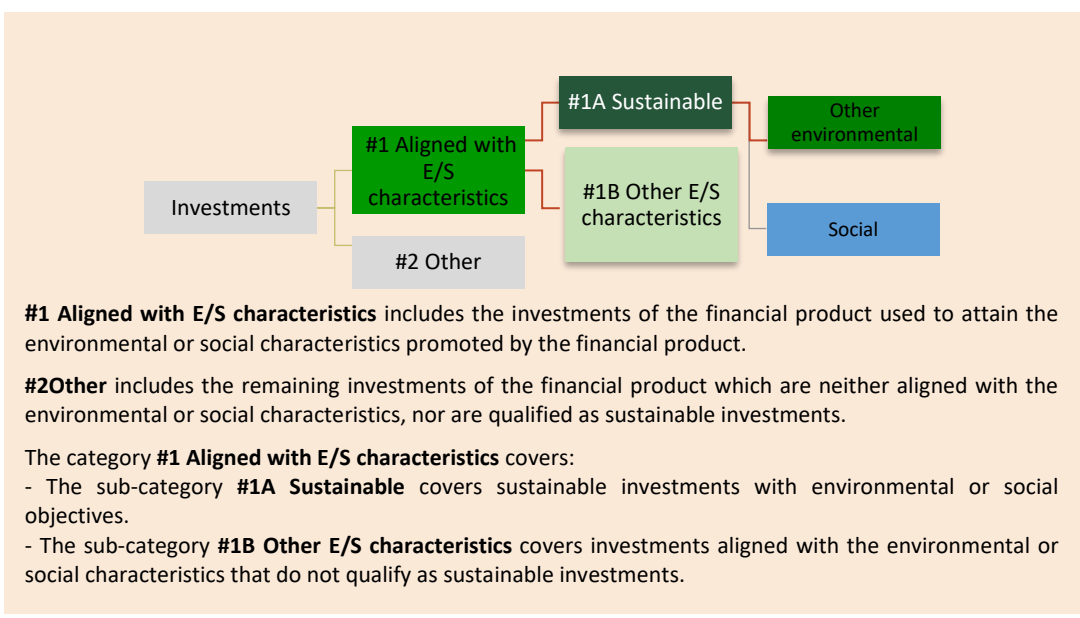 #1A Sustainable
Other
environmental
#1 Aligned with
E/S
characteristics
#1B Other E/S
characteristics
Investments
Social
#2 Other
#1 Aligned with E/S characteristics includes the investments of the financial product used to attain the
environmental or social characteristics promoted by the financial product.
#2Other includes the remaining investments of the financial product which are neither aligned with the
environmental or social characteristics, nor are qualified as sustainable investments.
The category #1 Aligned with E/S characteristics covers:
- The sub-category #1A Sustainable covers sustainable investments with environmental or social
objectives.
- The sub-category #1B Other E/S characteristics covers investments aligned with the environmental or
social characteristics that do not qualify as sustainable investments.